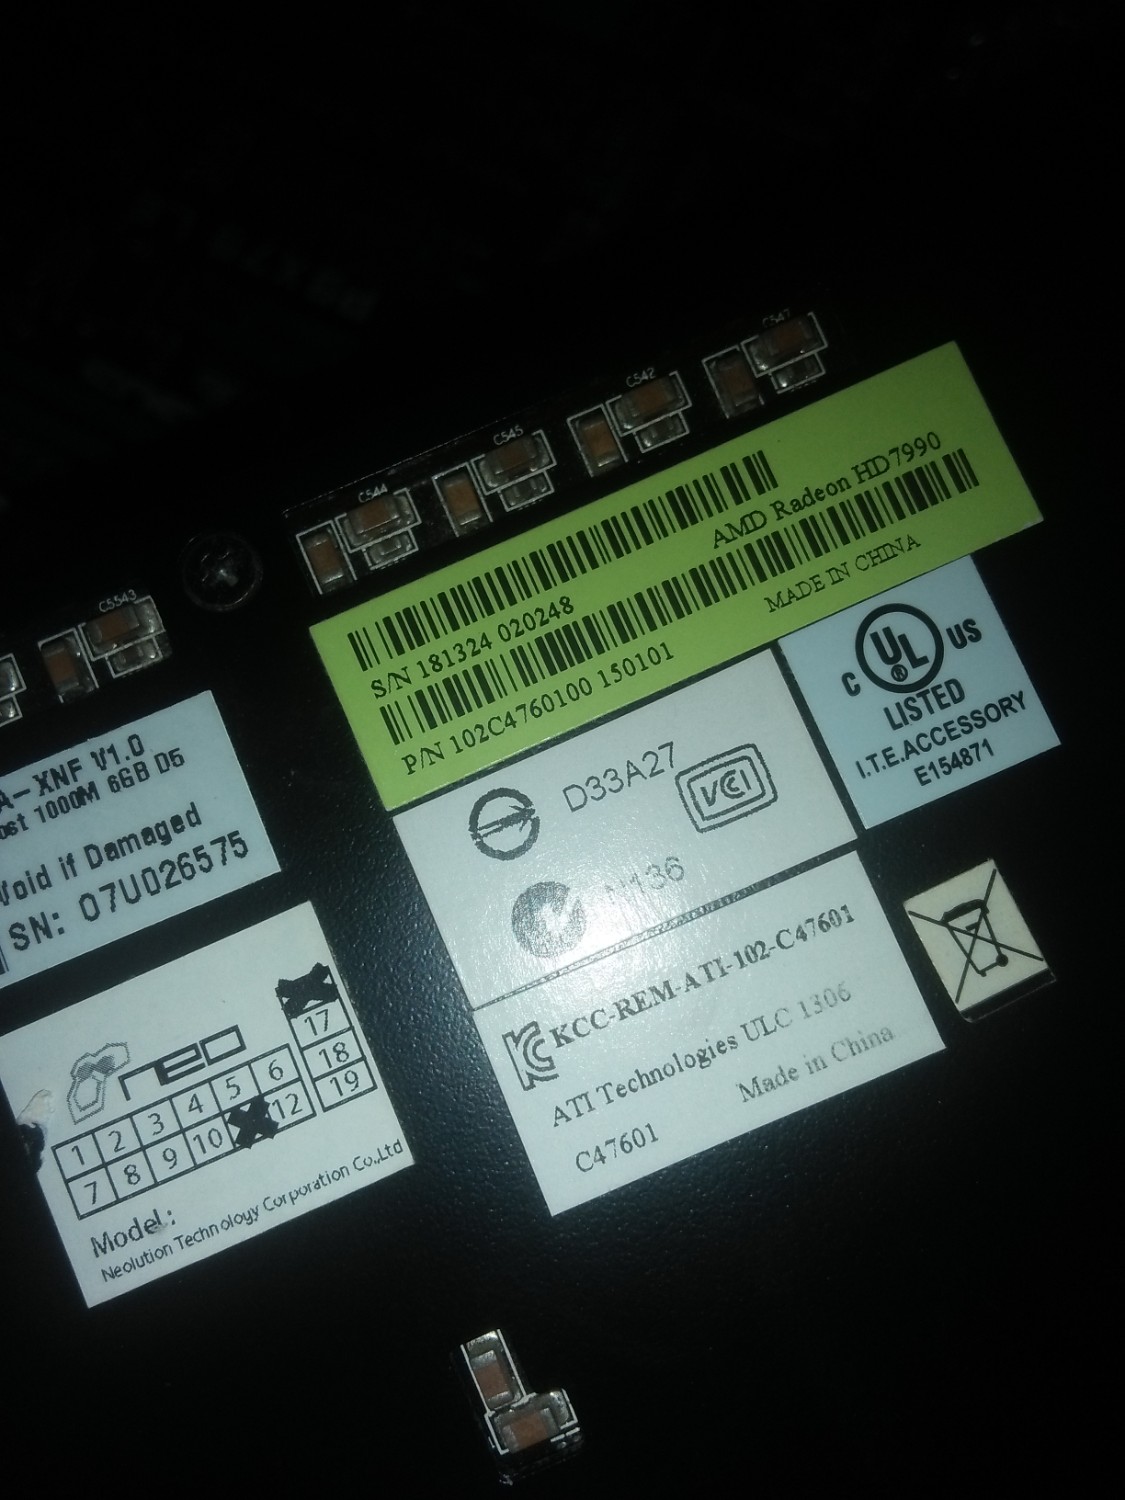 C547
C542
C545
C544
C5543
AMD Radeon HD7990
S/N 181324 020248
MADE IN CHINA
P/N 102C4760100 150101
C UL US
®
LISTED
I.T.E.ACCESSORY
E154871
D33A27
VCI
N136
KCC-REM-ATI-102-C47601
ATI Technologies ULC 1306
Made in China
C47601
A-XNF V1.0
ost 1000M 6GB D5
Void if Damaged
SN: 07U026575
neo
17
18
19
1 2 3 4 5 6
7 8 9 10 12
Model:
Neolution Technology Corporation Co.,Ltd